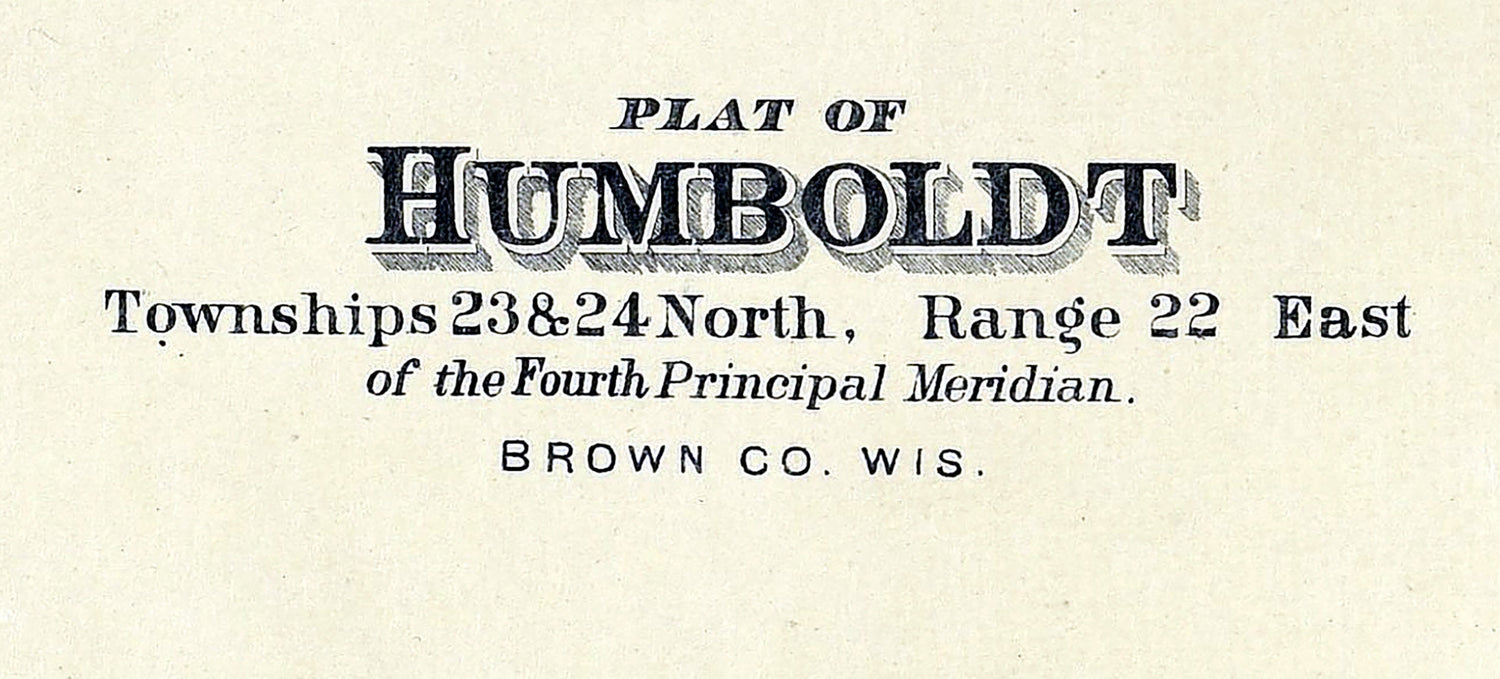 PLAT OF
HUMBOLDT
Townships 23 & 24 North, Range 22 East
of the Fourth Principal Meridian.
BROWN CO. WIS.